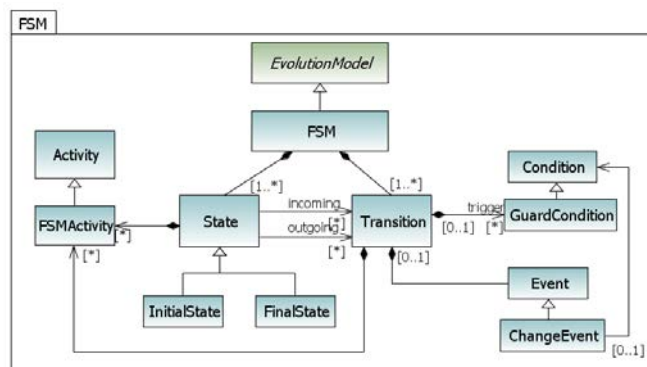 FSM
EvolutionModel
FSM
Activity
Condition
[1..*]
[1..*]
incoming
trigger
FSMActivity
[*]
State
[*]
Transition
[0..1]
[*]
GuardCondition
outgoing
[*]
[*]
[0..1]
Event
InitialState
FinalState
ChangeEvent
[0..1]